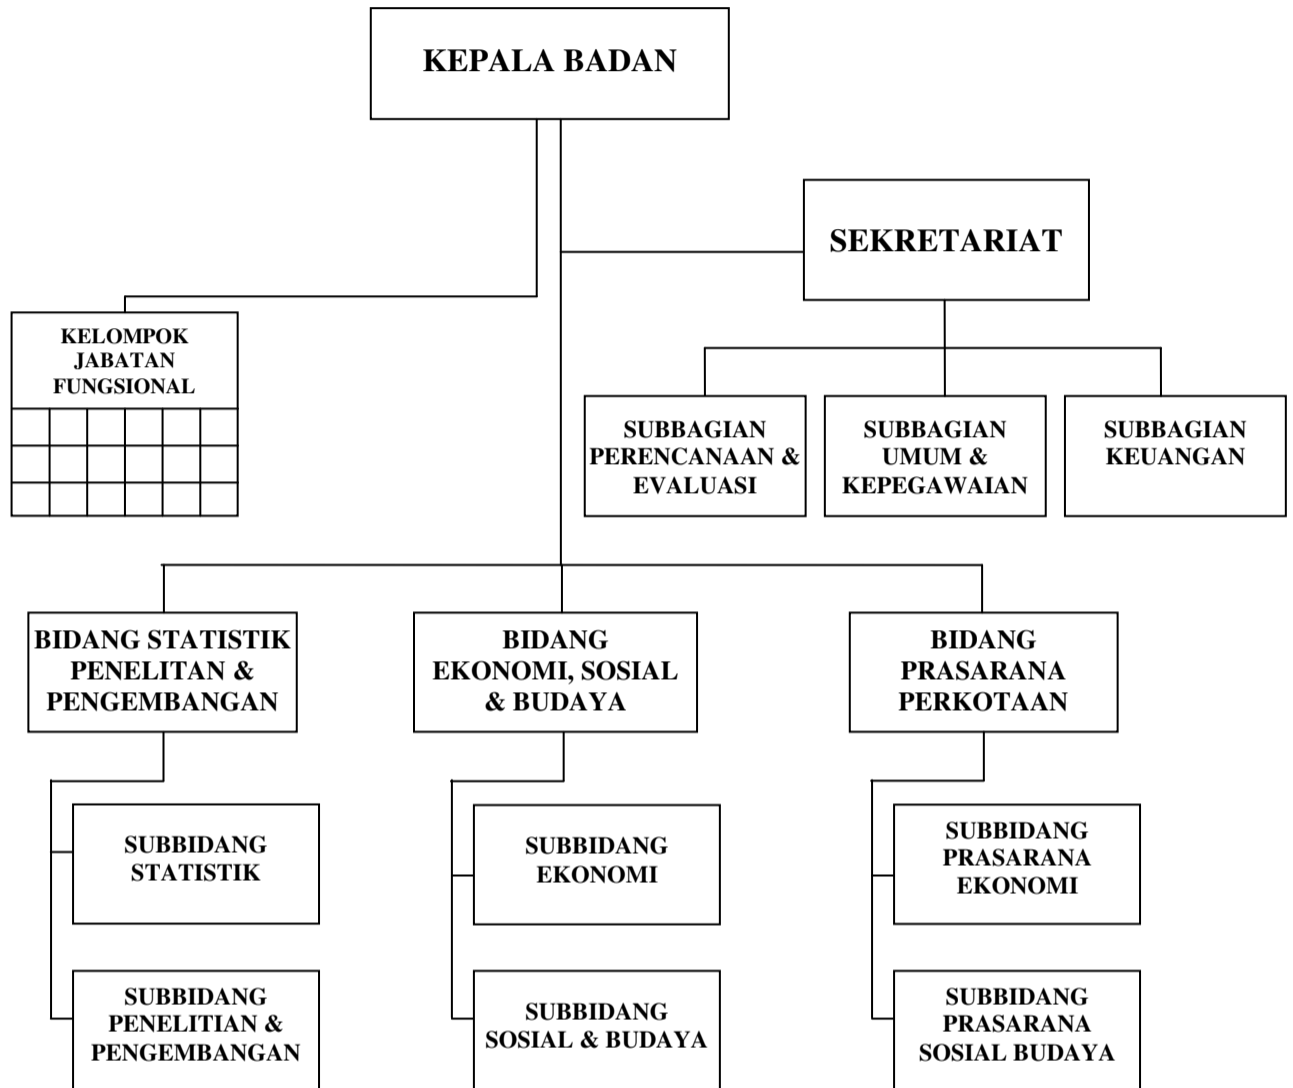 KEPALA BADAN
SEKRETARIAT
KELOMPOK
JABATAN
FUNGSIONAL
SUBBAGIAN
PERENCANAAN &
EVALUASI
SUBBAGIAN
UMUM &
KEPEGAWAIAN
SUBBAGIAN
KEUANGAN
BIDANG STATISTIK
PENELITAN &
PENGEMBANGAN
BIDANG
EKONOMI, SOSIAL
& BUDAYA
BIDANG
PRASARANA
PERKOTAAN
SUBBIDANG
STATISTIK
SUBBIDANG
EKONOMI
SUBBIDANG
PRASARANA
EKONOMI
SUBBIDANG
PENELITIAN &
PENGEMBANGAN
SUBBIDANG
SOSIAL & BUDAYA
SUBBIDANG
PRASARANA
SOSIAL BUDAYA